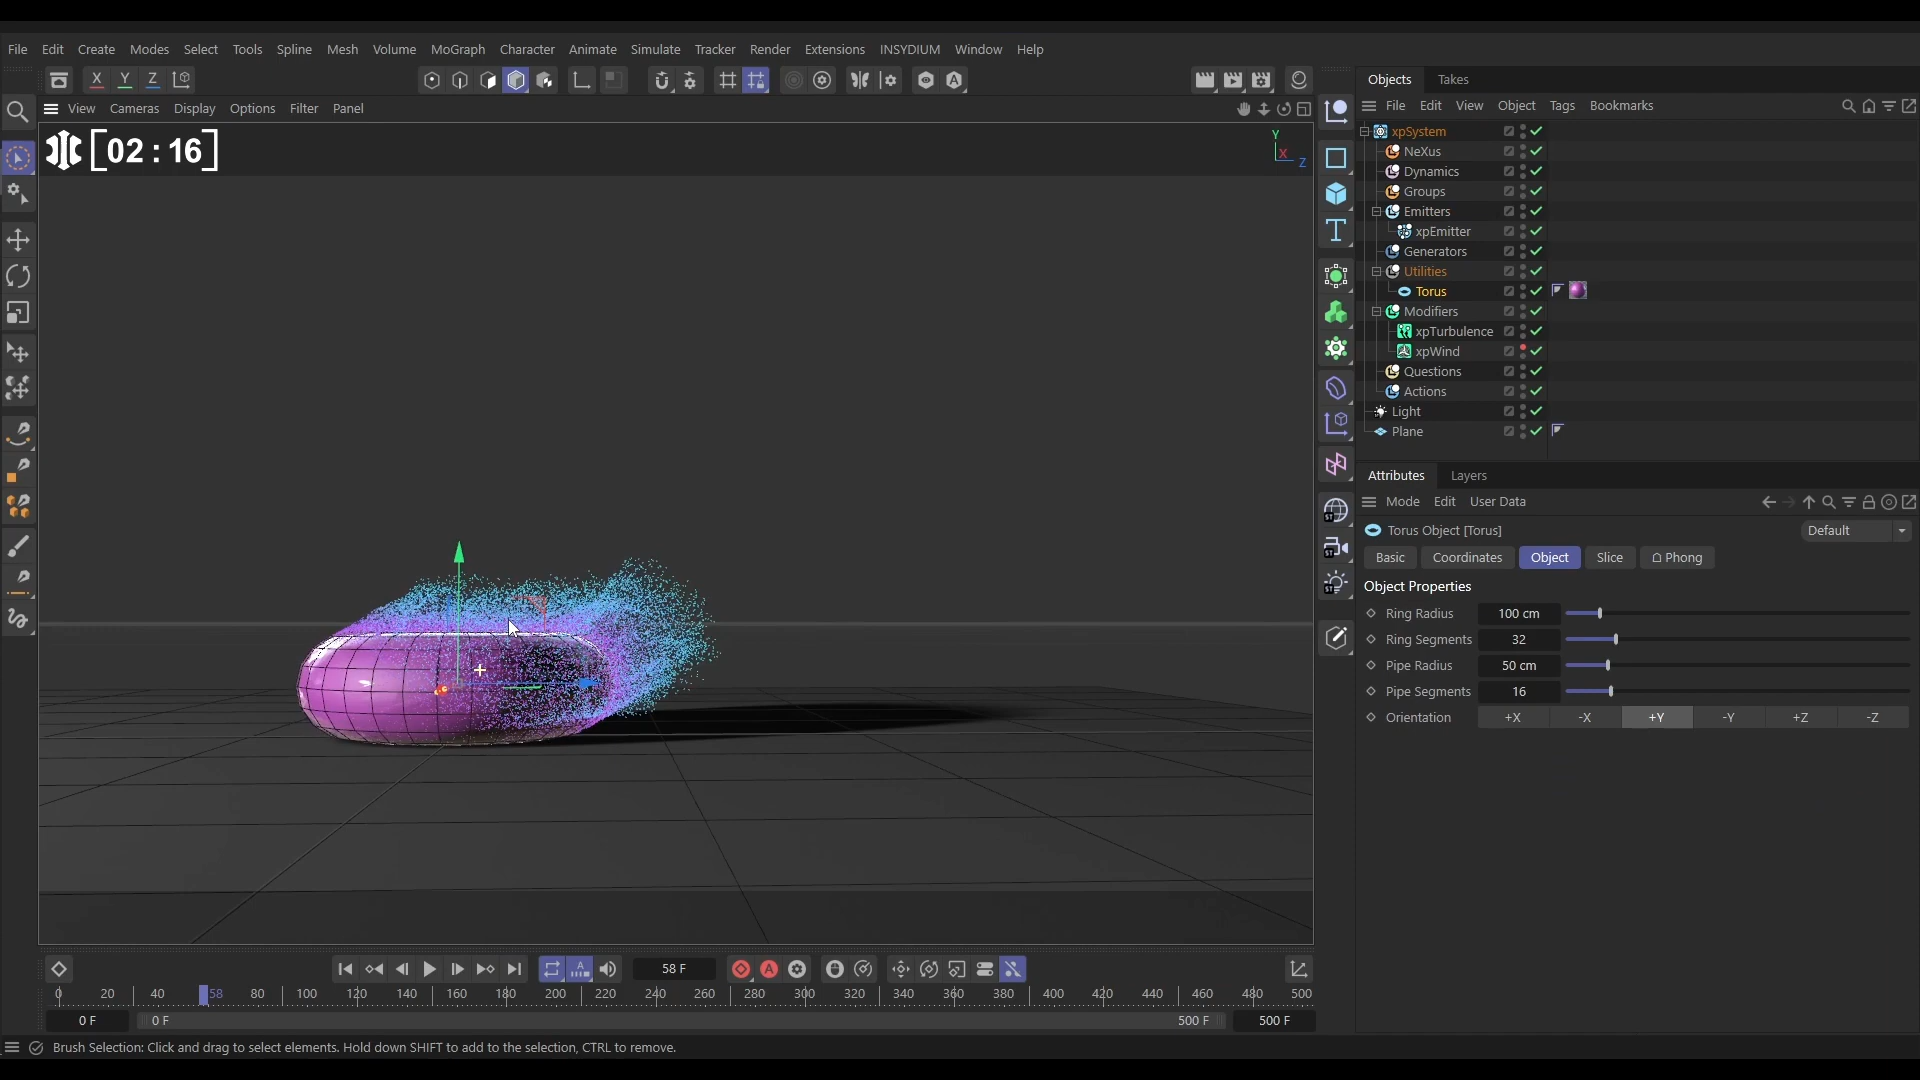 File Edit Create Modes Select Tools Spline Mesh Volume MoGraph Character Animate Simulate Tracker Render Extensions INSYDIUM Window Help
X Y Z
Objects Takes
View Cameras Display Options Filter Panel
File Edit View Object Tags Bookmarks
[02:16]
Y
X
Z
xpSystem
NeXus
Dynamics
Groups
Emitters
xpEmitter
Generators
Utilities
Torus
Modifiers
xpTurbulence
xpWind
Questions
Actions
Light
Plane
Attributes Layers
Mode Edit User Data
Torus Object [Torus] Default
Basic Coordinates Object Slice Phong
Object Properties
Ring Radius 100 cm
Ring Segments 32
Pipe Radius 50 cm
Pipe Segments 16
Orientation +X -X +Y -Y +Z -Z
ST
ST
ST
A 58 F A
0 20 40 58 80 100 120 140 160 180 200 220 240 260 280 300 320 340 360 380 400 420 440 460 480 500
0 F 0 F 500 F 500 F
Brush Selection: Click and drag to select elements. Hold down SHIFT to add to the selection, CTRL to remove.